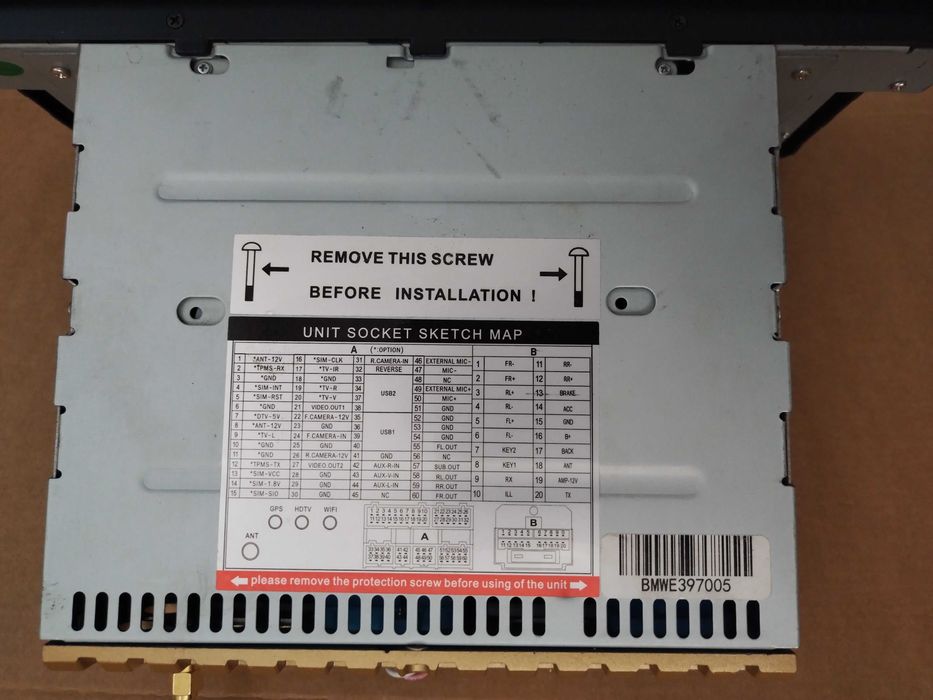 REMOVE THIS SCREW
BEFORE INSTALLATION !
UNIT SOCKET SKETCH MAP
A (*:OPTION) B
1 *ANT-12V 16 *SIM-CLK 31 R.CAMERA-IN 46 EXTERNAL MIC-
2 *TPMS-RX 17 *TV-IR 32 REVERSE 47 MIC-
3 *GND 18 *GND 33 48 NC
4 *SIM-INT 19 *TV-R 34 USB2 49 EXTERNAL MIC+
5 *SIM-RST 20 *TV-V 37 50 MIC+
6 *GND 21 VIDEO.OUT1 38 51 GND
7 *DTV-5V 22 F.CAMERA-12V 35 52 GND
8 *ANT-12V 23 GND 36 USB1 53 GND
9 *TV-L 24 F.CAMERA-IN 39 54 GND
10 *GND 25 GND 40 55 FL.OUT
11 *GND 26 R.CAMERA-12V 41 GND 56 NC
12 *TPMS-TX 27 VIDEO.OUT2 42 AUX-R-IN 57 SUB.OUT
13 *SIM-VCC 28 GND 43 AUX-V-IN 58 RL.OUT
14 *SIM-1.8V 29 GND 44 AUX-L-IN 59 RR.OUT
15 *SIM-SIO 30 GND 45 NC 60 FR.OUT
1 FR- 11 RR-
2 FR+ 12 RR+
3 RL+ 13 BRAKE
4 RL- 14 ACC
5 FL+ 15 GND
6 FL- 16 B+
7 KEY2 17 BACK
8 KEY1 18 ANT
9 RX 19 AMP-12V
10 ILL 20 TX
GPS HDTV WIFI
ANT
A
B
please remove the protection screw before using of the unit
BMWE397005